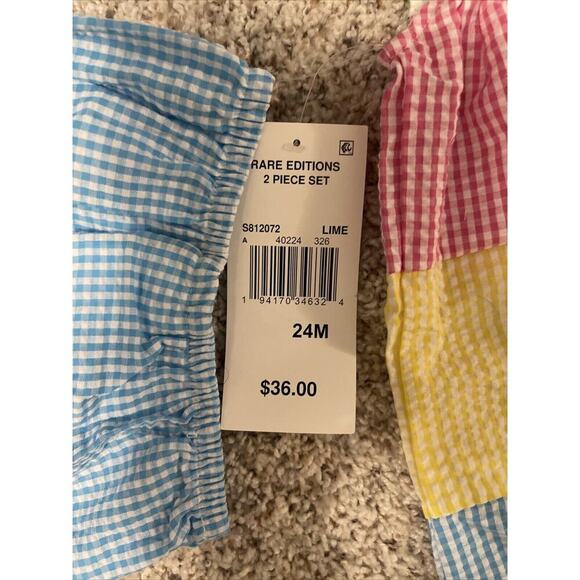 RARE EDITIONS
2 PIECE SET
S812072 LIME
A 40224 326
1 94170 34632 4
24M
$36.00